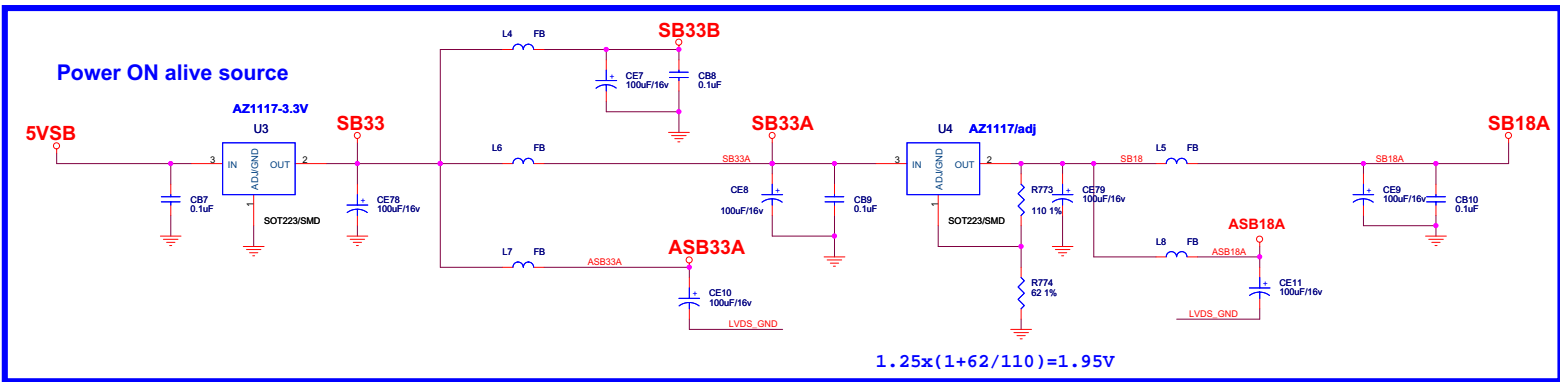 Power ON alive source
5VSB
CB7
0.1uF
AZ1117-3.3V
U3
3
IN
OUT
2
ADJ/GND
1
SOT223/SMD
SB33
CE78
100uF/16v
L4 FB
CE7
100uF/16v
SB33B
CB8
0.1uF
L6 FB
SB33A
SB33A
CE8
100uF/16v
CB9
0.1uF
L7 FB
ASB33A
ASB33A
CE10
100uF/16v
LVDS_GND
U4 AZ1117/adj
3
IN
OUT
2
ADJ/GND
1
SOT223/SMD
R773
110 1%
R774
62 1%
CE79
100uF/16v
SB18
L5 FB
SB18A
SB18A
CE9
100uF/16v
CB10
0.1uF
L8 FB
ASB18A
ASB18A
CE11
100uF/16v
LVDS_GND
1.25x(1+62/110)=1.95V